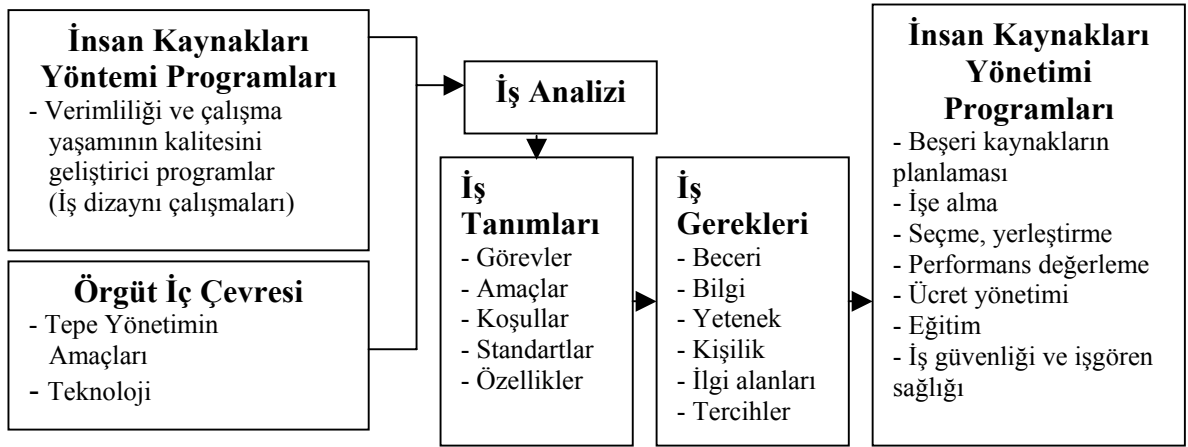 İnsan Kaynakları
Yöntemi Programları
- Verimliliği ve çalışma
yaşamının kalitesini
geliştirici programlar
(İş dizaynı çalışmaları)
Örgüt İç Çevresi
- Tepe Yönetimin
Amaçları
- Teknoloji
İş Analizi
İş
Tanımları
- Görevler
- Amaçlar
- Koşullar
- Standartlar
- Özellikler
İş
Gerekleri
- Beceri
- Bilgi
- Yetenek
- Kişilik
- İlgi alanları
- Tercihler
İnsan Kaynakları
Yönetimi
Programları
- Beşeri kaynakların
planlaması
- İşe alma
- Seçme, yerleştirme
- Performans değerleme
- Ücret yönetimi
- Eğitim
- İş güvenliği ve işgören
sağlığı